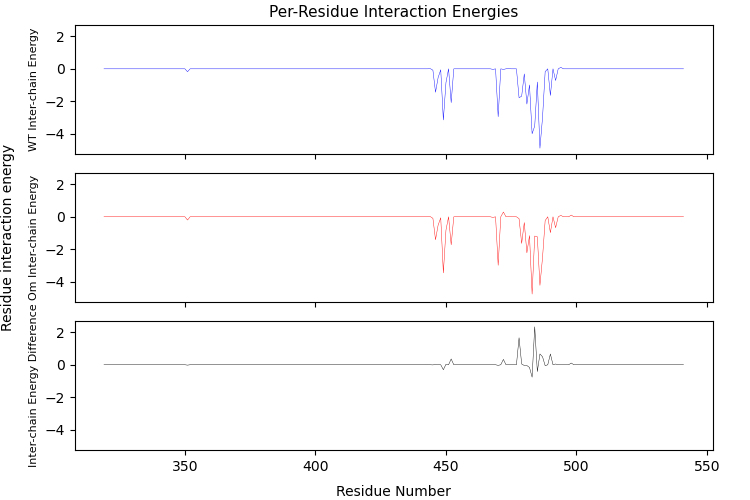 Per-Residue Interaction Energies
Residue interaction energy
WT Inter-chain Energy
2
0
−2
−4
Om Inter-chain Energy
2
0
−2
−4
Inter-chain Energy Difference
2
0
−2
−4
350
400
450
500
550
Residue Number